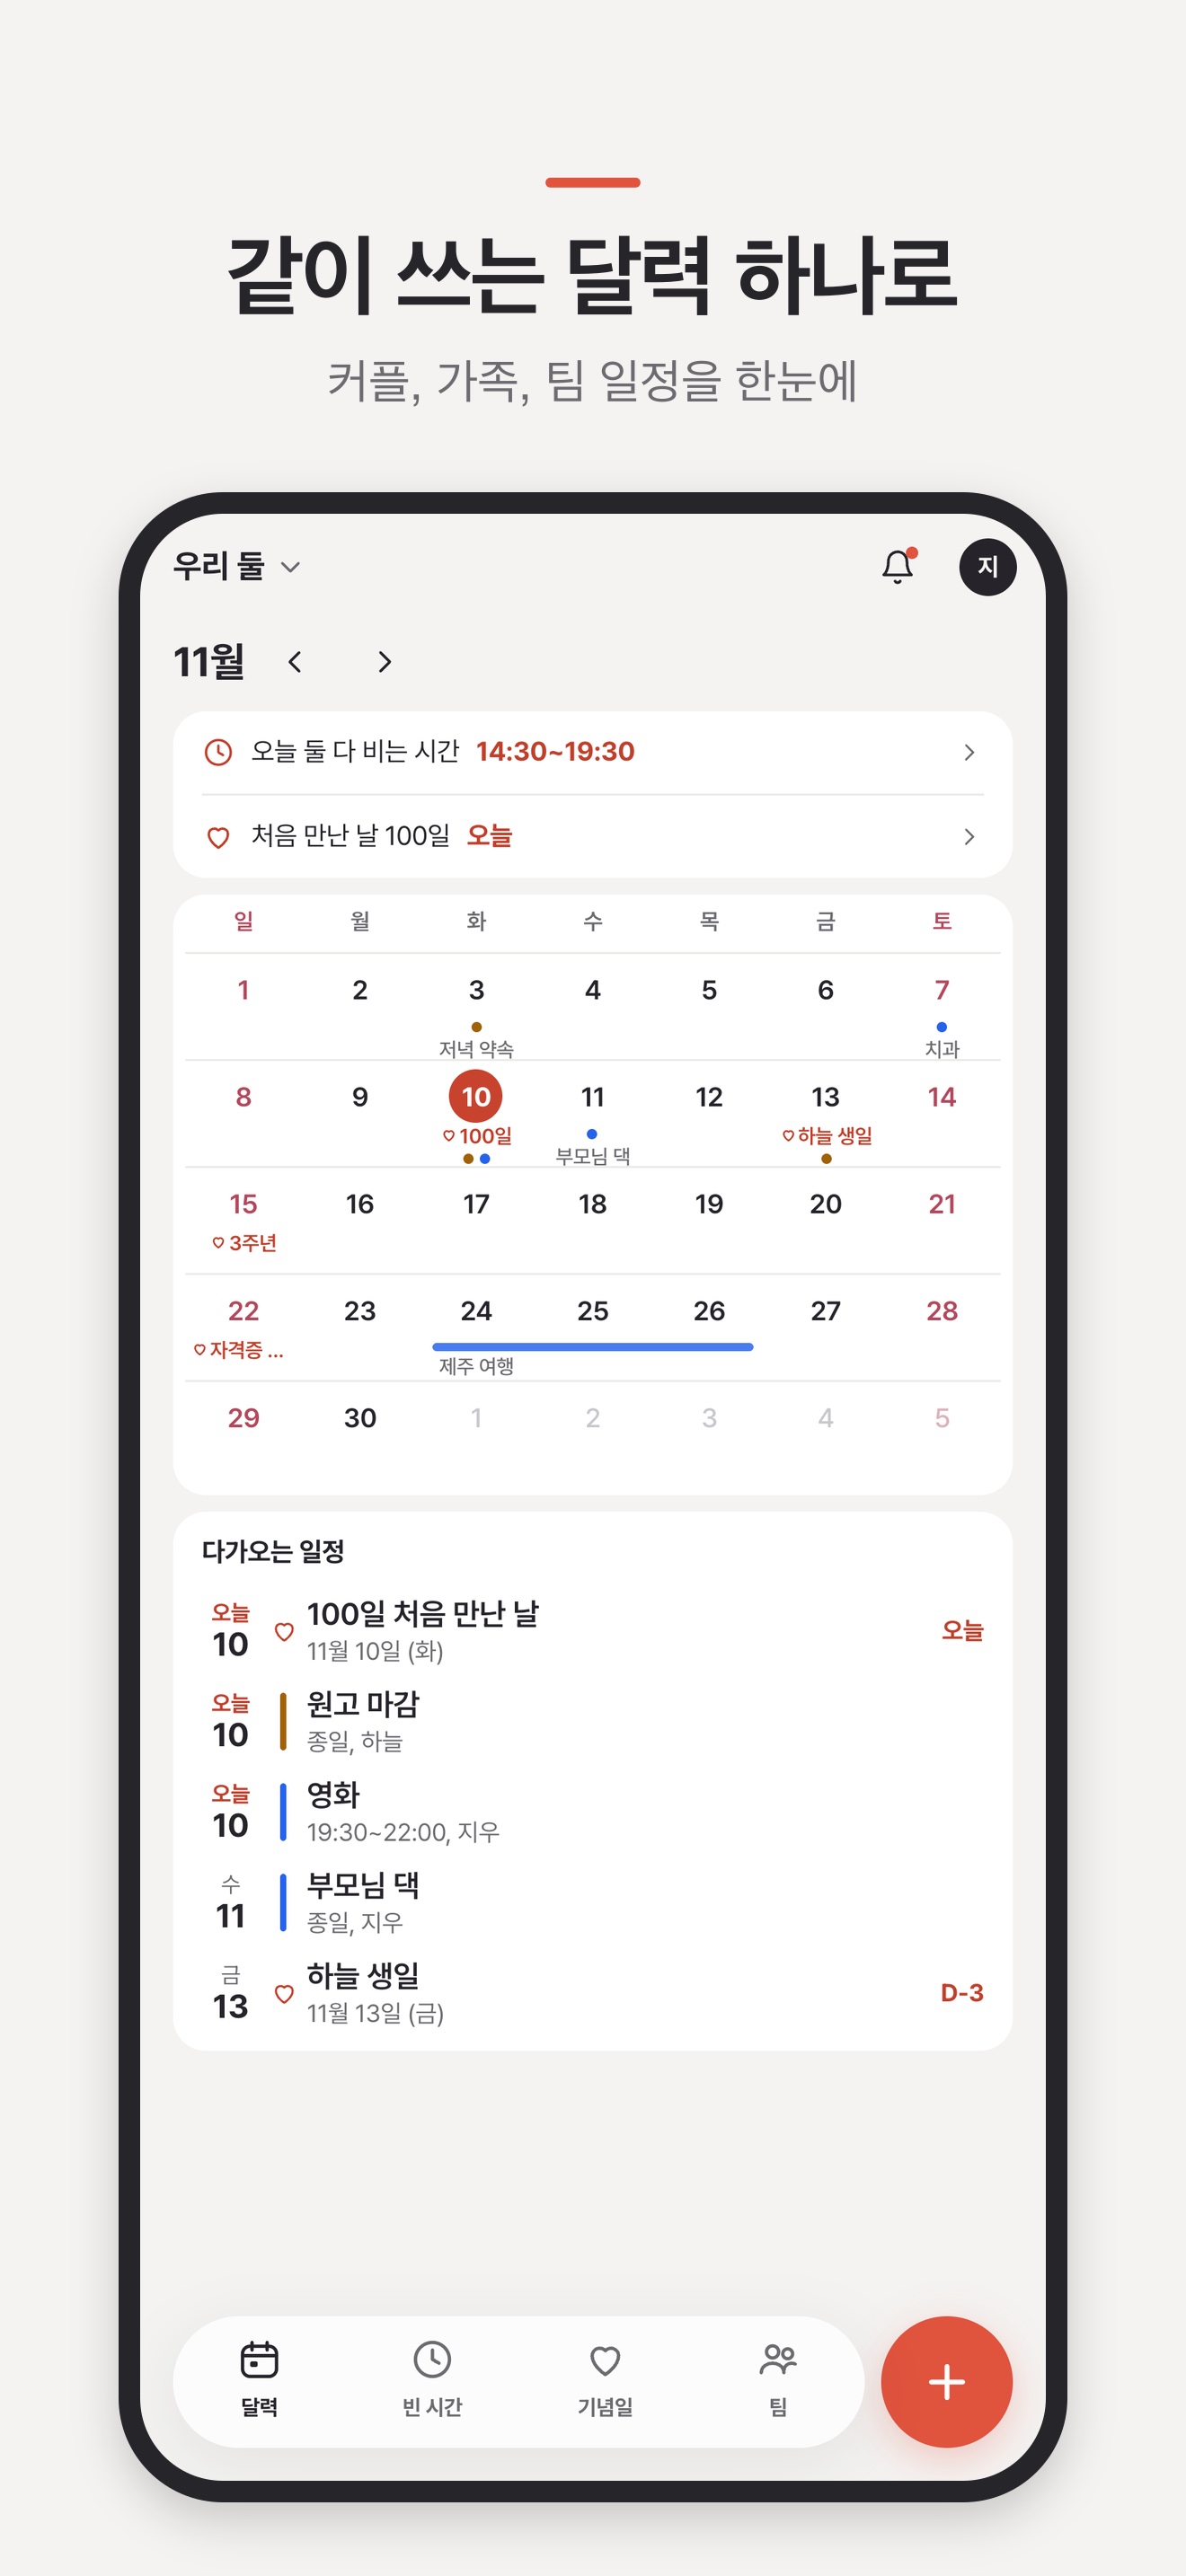 같이 쓰는 달력 하나로
커플, 가족, 팀 일정을 한눈에
우리 둘
지
11월
오늘 둘 다 비는 시간 14:30~19:30
처음 만난 날 100일 오늘
일 월 화 수 목 금 토
1 2 3 4 5 6 7
저녁 약속 치과
8 9 10 11 12 13 14
100일 하늘 생일
부모님 댁
15 16 17 18 19 20 21
3주년
22 23 24 25 26 27 28
자격증 ...
제주 여행
29 30 1 2 3 4 5
다가오는 일정
오늘
10
100일 처음 만난 날
11월 10일 (화)
오늘
오늘
10
원고 마감
종일, 하늘
오늘
10
영화
19:30~22:00, 지우
수
11
부모님 댁
종일, 지우
금
13
하늘 생일
11월 13일 (금)
D-3
달력 빈 시간 기념일 팀